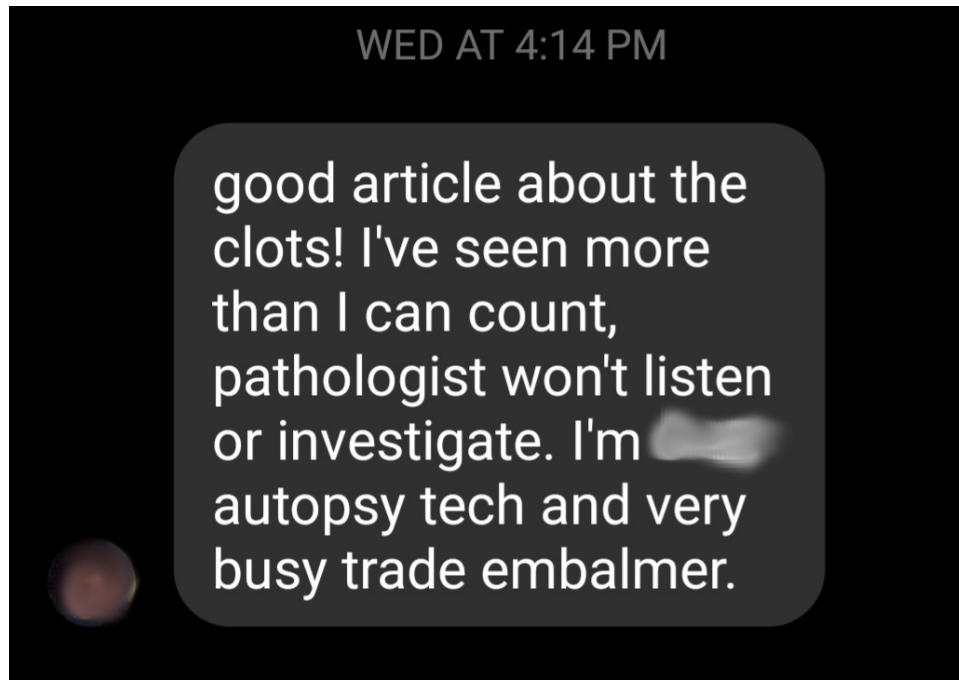 WED AT 4:14 PM
good article about the
clots! I've seen more
than I can count,
pathologist won't listen
or investigate. I'm
autopsy tech and very
busy trade embalmer.